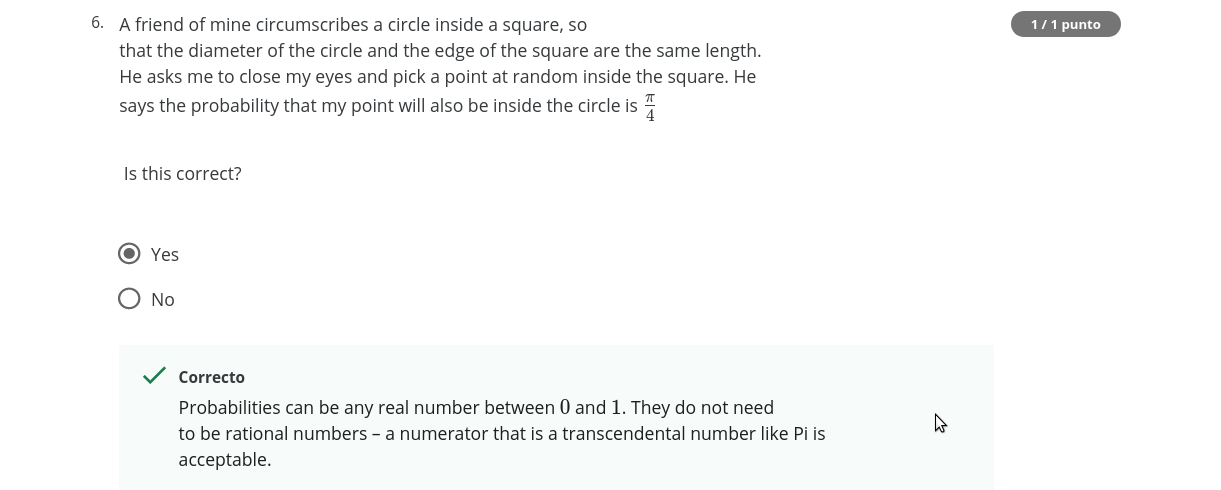 6. A friend of mine circumscribes a circle inside a square, so
1 / 1 punto
that the diameter of the circle and the edge of the square are the same length.
He asks me to close my eyes and pick a point at random inside the square. He
says the probability that my point will also be inside the circle is π/4
Is this correct?
Yes
No
Correcto
Probabilities can be any real number between 0 and 1. They do not need
to be rational numbers – a numerator that is a transcendental number like Pi is
acceptable.